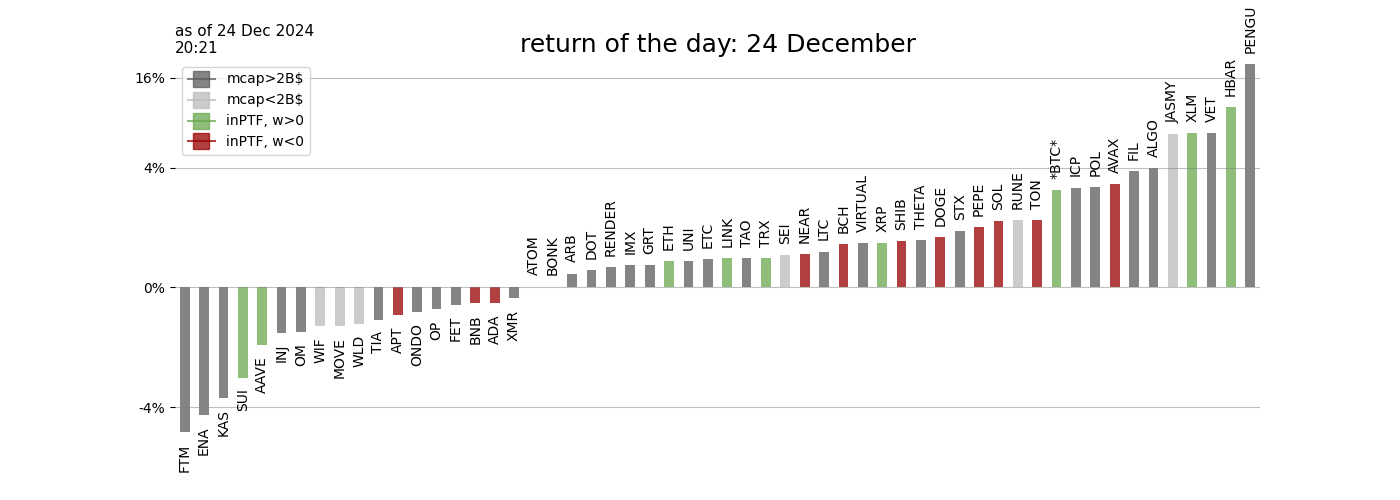 as of 24 Dec 2024
20:21
return of the day: 24 December
mcap>2B$
mcap<2B$
inPTF, w>0
inPTF, w<0
16%
4%
0%
-4%
FTM
ENA
KAS
SUI
AAVE
INJ
OM
WIF
MOVE
WLD
TIA
APT
ONDO
OP
FET
BNB
ADA
XMR
ATOM
BONK
ARB
DOT
RENDER
IMX
GRT
ETH
UNI
ETC
LINK
TAO
TRX
SEI
NEAR
LTC
BCH
VIRTUAL
XRP
SHIB
THETA
DOGE
STX
PEPE
SOL
RUNE
TON
*BTC*
ICP
POL
AVAX
FIL
ALGO
JASMY
XLM
VET
HBAR
PENGU